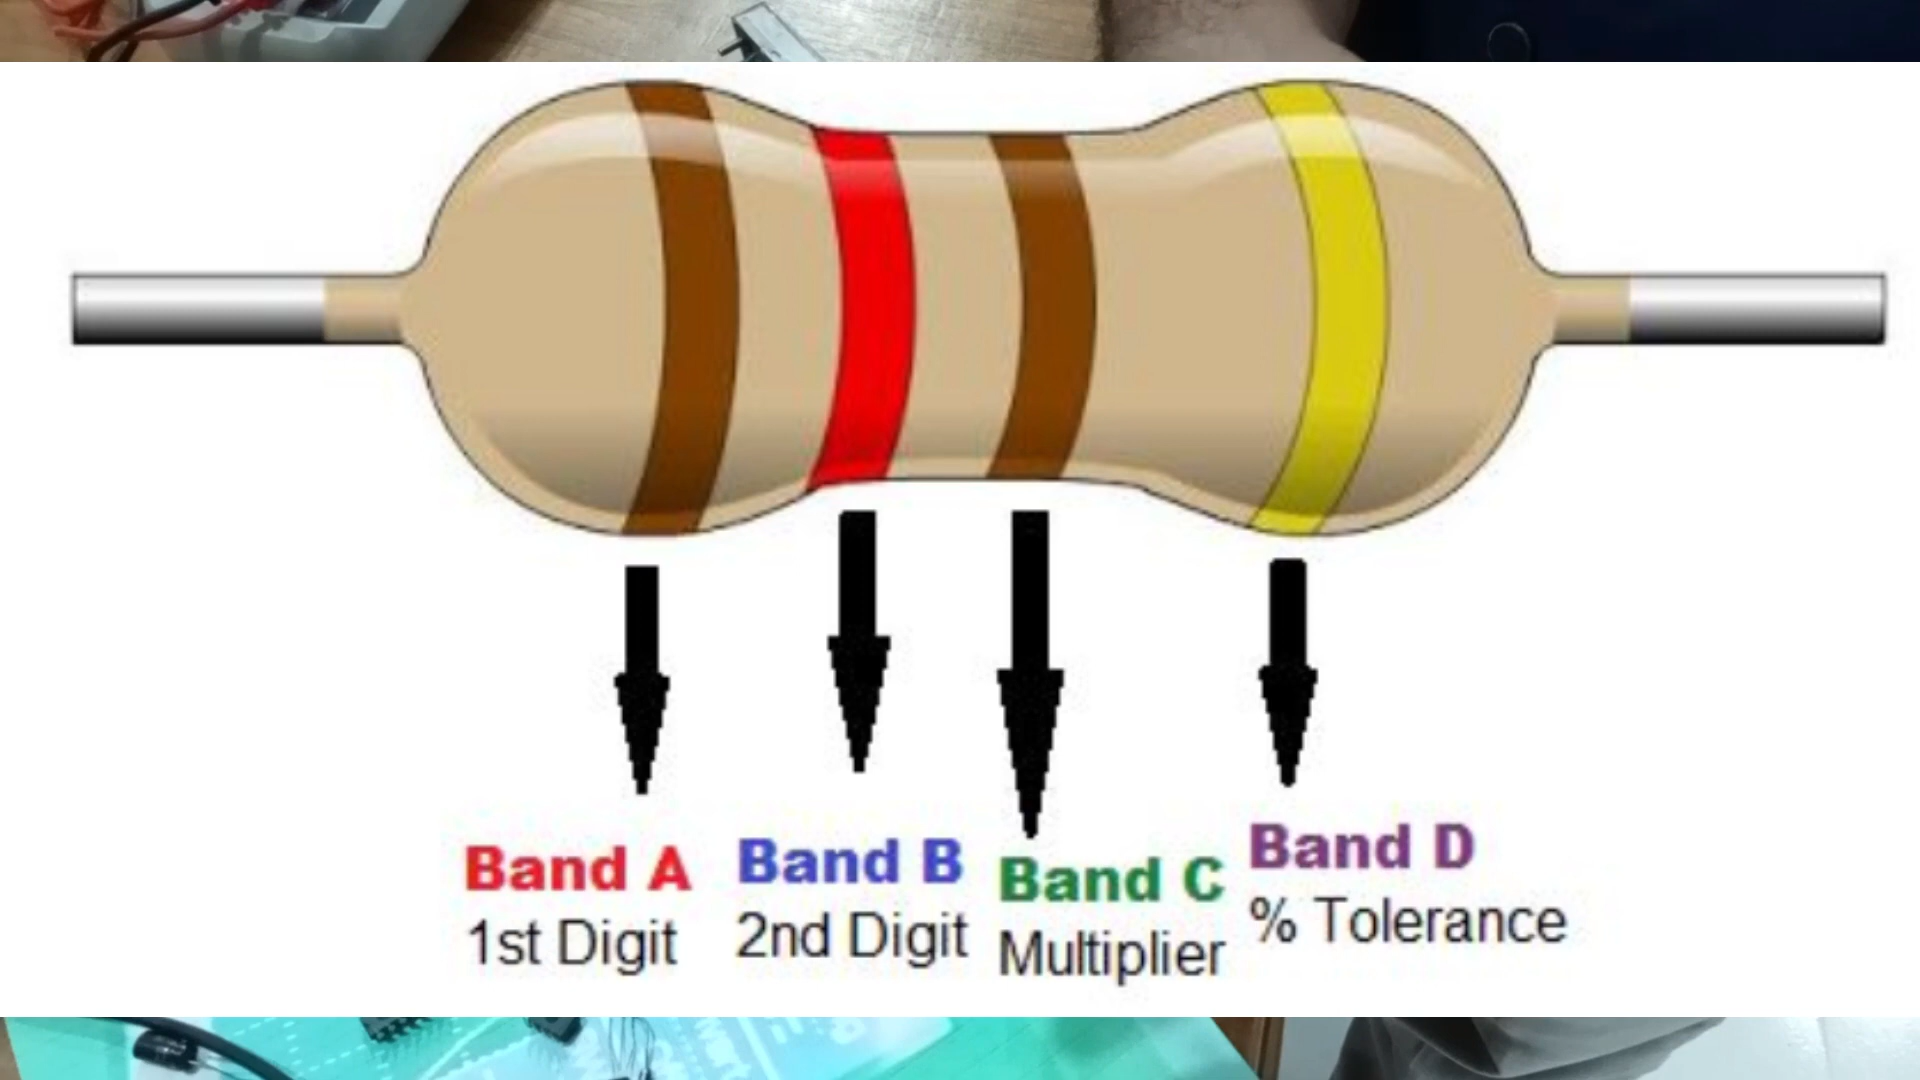 Band A
1st Digit
Band B
2nd Digit
Band C
Multiplier
Band D
% Tolerance